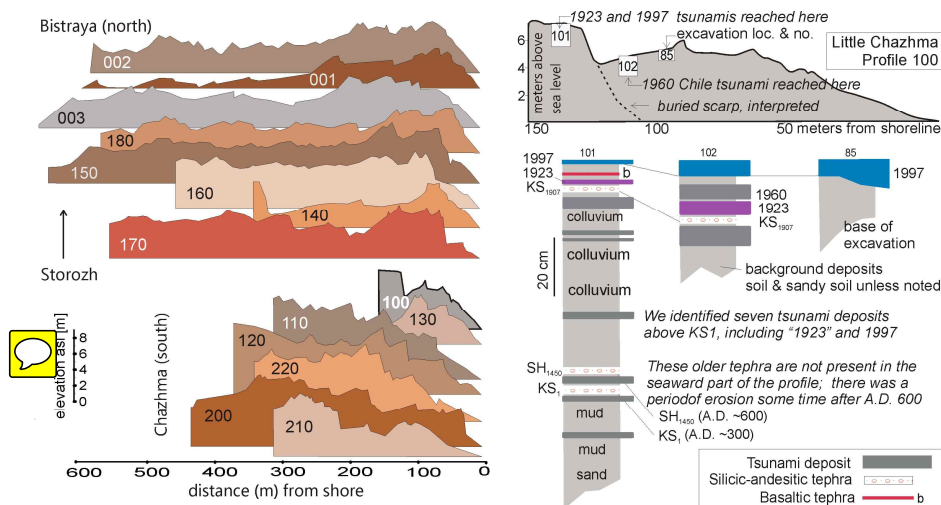 Bistraya (north)
002
001
003
180
150
160
140
170
Storozh
100
130
110
120
220
200
210
Chazhma (south)
elevation asl [m]
8
6
4
2
0
600
500
400
300
200
100
0
distance (m) from shore
1923 and 1997 tsunamis reached here
excavation loc. & no.
Little Chazhma
Profile 100
101
102
85
1960 Chile tsunami reached here
buried scarp, interpreted
meters above
sea level
6
4
2
150
100
50 meters from shoreline
101
102
85
1997
1923
KS1907
b
colluvium
colluvium
colluvium
20 cm
1960
1923
KS1907
1997
base of
excavation
background deposits
soil & sandy soil unless noted
We identified seven tsunami deposits
above KS1, including “1923” and 1997
SH1450
KS1
These older tephra are not present in the
seaward part of the profile; there was a
periodof erosion some time after A.D. 600
SH1450 (A.D. ~600)
KS1 (A.D. ~300)
mud
mud
sand
Tsunami deposit
Silicic-andesitic tephra
Basaltic tephra
b